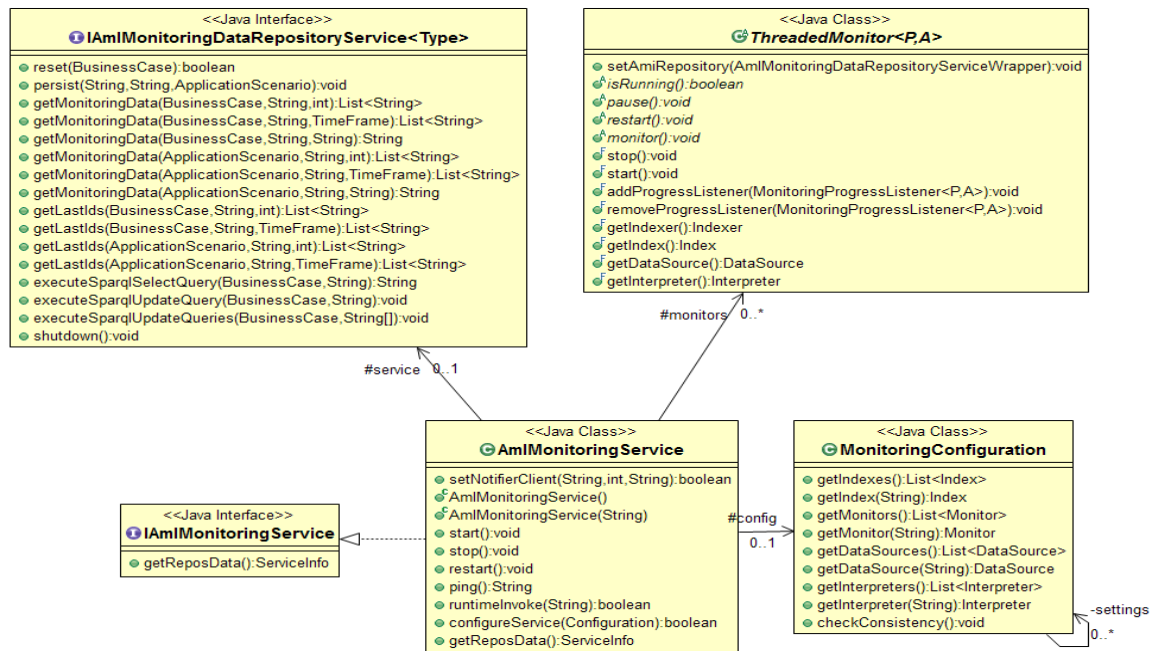 <<Java Interface>>
IAmIMonitoringDataRepositoryService<Type>
reset(BusinessCase):boolean
persist(String,String,ApplicationScenario):void
getMonitoringData(BusinessCase,String,int):List<String>
getMonitoringData(BusinessCase,String,TimeFrame):List<String>
getMonitoringData(BusinessCase,String,String):String
getMonitoringData(ApplicationScenario,String,int):List<String>
getMonitoringData(ApplicationScenario,String,TimeFrame):List<String>
getMonitoringData(ApplicationScenario,String,String):String
getLastIds(BusinessCase,String,int):List<String>
getLastIds(BusinessCase,String,TimeFrame):List<String>
getLastIds(ApplicationScenario,String,int):List<String>
getLastIds(ApplicationScenario,String,TimeFrame):List<String>
executeSparqlSelectQuery(BusinessCase,String):String
executeSparqlUpdateQuery(BusinessCase,String):void
executeSparqlUpdateQueries(BusinessCase,String[]):void
shutdown():void
<<Java Class>>
ThreadedMonitor<P,A>
setAmiRepository(AmIMonitoringDataRepositoryServiceWrapper):void
isRunning():boolean
pause():void
restart():void
monitor():void
stop():void
start():void
addProgressListener(MonitoringProgressListener<P,A>):void
removeProgressListener(MonitoringProgressListener<P,A>):void
getIndexer():Indexer
getIndex():Index
getDataSource():DataSource
getInterpreter():Interpreter
#monitors 0..*
#service 0..1
<<Java Interface>>
IAmIMonitoringService
getReposData():ServiceInfo
<<Java Class>>
AmIMonitoringService
setNotifierClient(String,int,String):boolean
AmIMonitoringService()
AmIMonitoringService(String)
start():void
stop():void
restart():void
ping():String
runtimeInvoke(String):boolean
configureService(Configuration):boolean
getReposData():ServiceInfo
#config
0..1
<<Java Class>>
MonitoringConfiguration
getIndexes():List<Index>
getIndex(String):Index
getMonitors():List<Monitor>
getMonitor(String):Monitor
getDataSources():List<DataSource>
getDataSource(String):DataSource
getInterpreters():List<Interpreter>
getInterpreter(String):Interpreter
checkConsistency():void
-settings
0..*